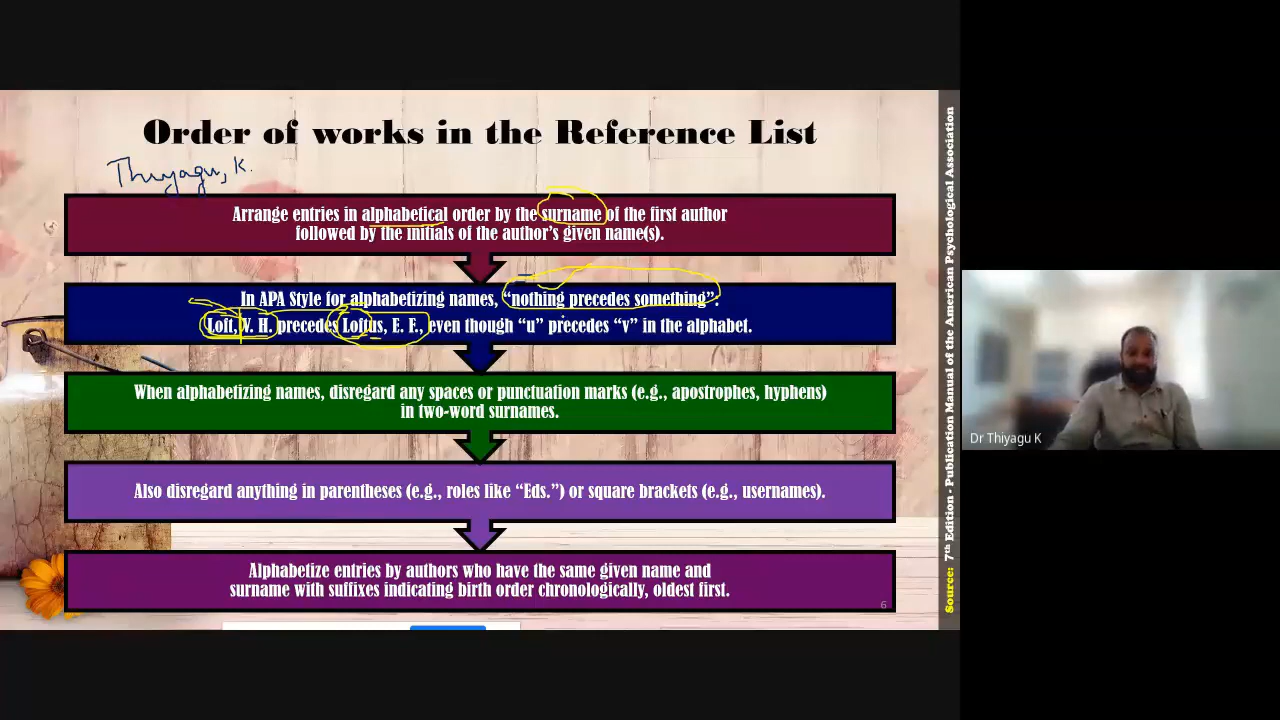 Order of works in the Reference List
Thiyagu, K.
Arrange entries in alphabetical order by the surname of the first author
followed by the initials of the author’s given name(s).
In APA Style for alphabetizing names, “nothing precedes something”.
Loft, V. H. precedes Loftus, E. F., even though “u” precedes “v” in the alphabet.
When alphabetizing names, disregard any spaces or punctuation marks (e.g., apostrophes, hyphens)
in two-word surnames.
Also disregard anything in parentheses (e.g., roles like “Eds.”) or square brackets (e.g., usernames).
Alphabetize entries by authors who have the same given name and
surname with suffixes indicating birth order chronologically, oldest first.
6
Source: 7th Edition - Publication Manual of the American Psychological Association
Dr Thiyagu K